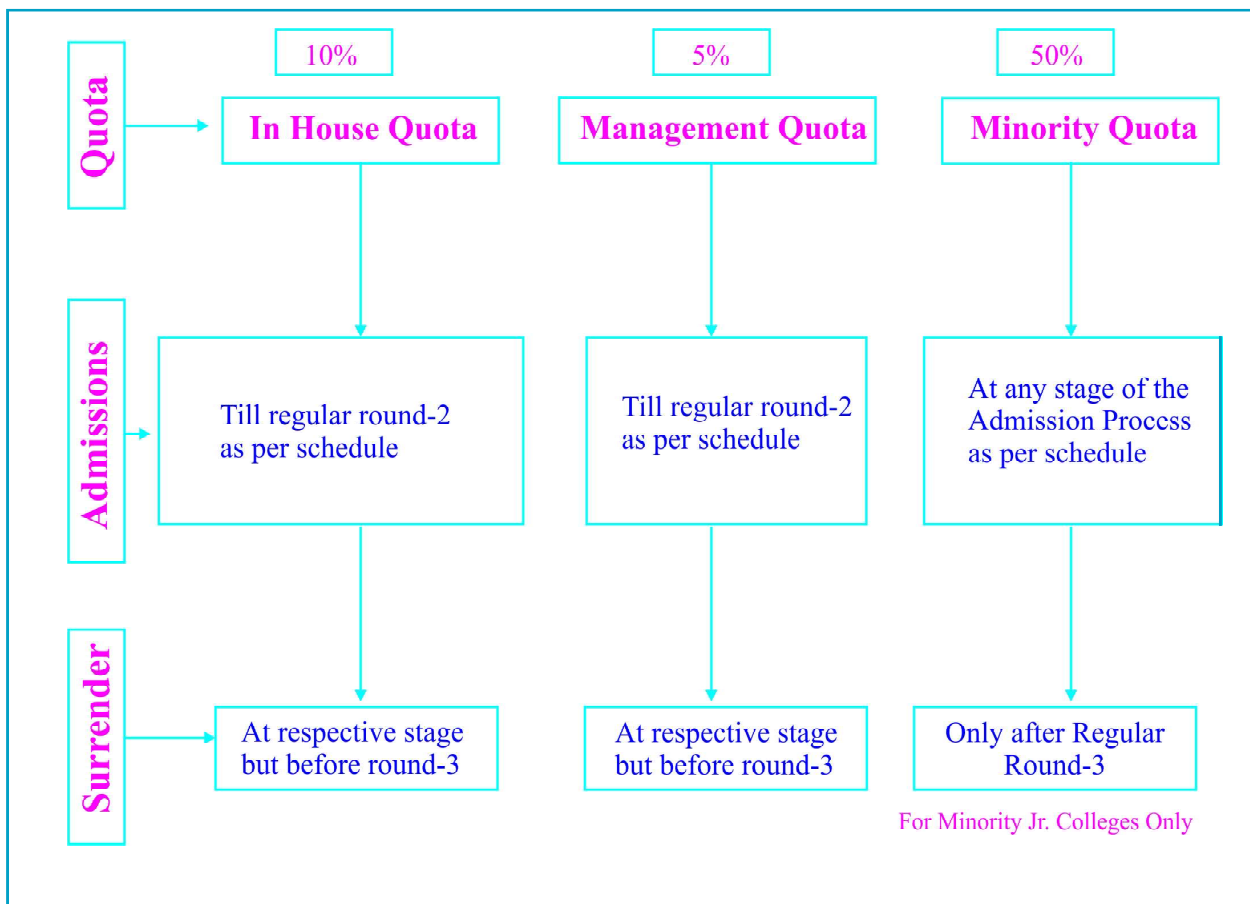 Quota
10%
5%
50%
In House Quota
Management Quota
Minority Quota
Admissions
Till regular round-2
as per schedule
Till regular round-2
as per schedule
At any stage of the
Admission Process
as per schedule
Surrender
At respective stage
but before round-3
At respective stage
but before round-3
Only after Regular
Round-3
For Minority Jr. Colleges Only